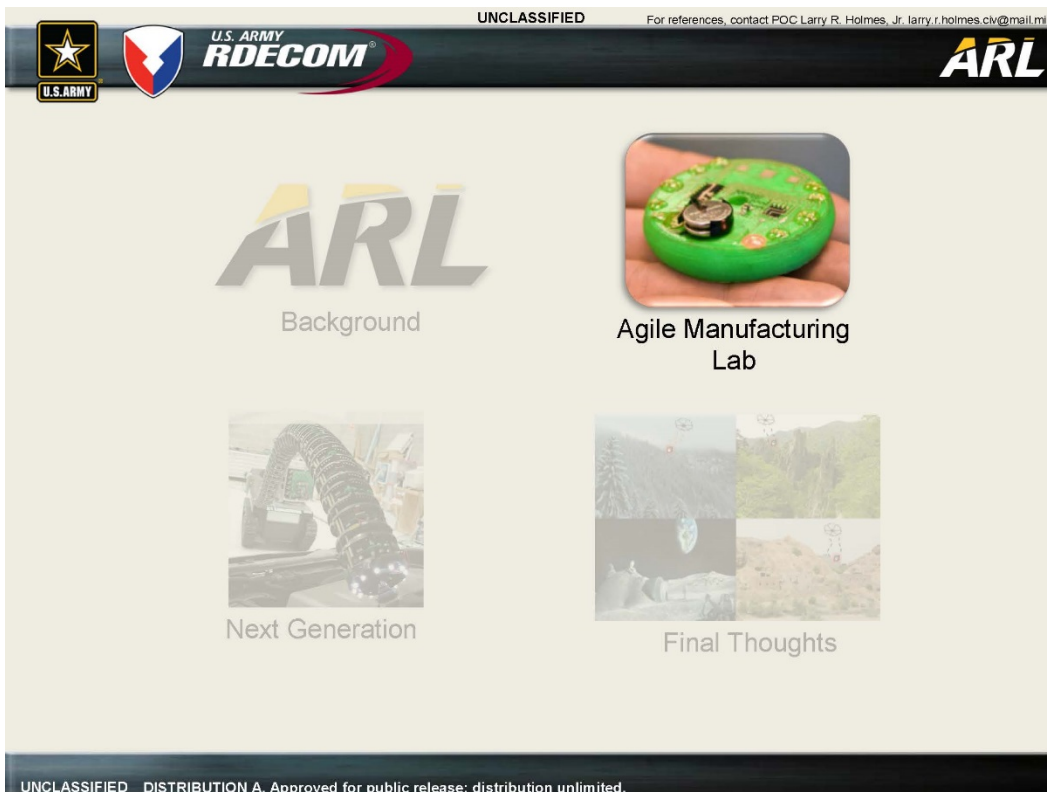 UNCLASSIFIED
For references, contact POC Larry R. Holmes, Jr. larry.r.holmes.civ@mail.mi
U.S. ARMY
RDECOM®
ARL
U.S.ARMY
ARL
Background
Agile Manufacturing
Lab
Next Generation
Final Thoughts
UNCLASSIFIED DISTRIBUTION A. Approved for public release: distribution unlimited.